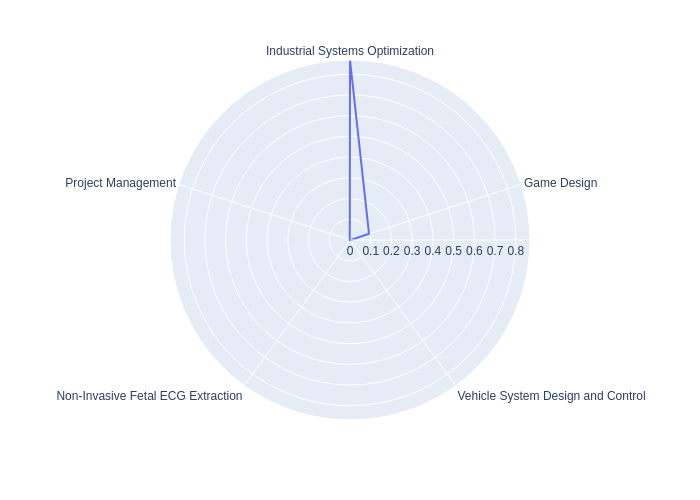 Industrial Systems Optimization
Project Management
Game Design
0 0.1 0.2 0.3 0.4 0.5 0.6 0.7 0.8
Non-Invasive Fetal ECG Extraction
Vehicle System Design and Control